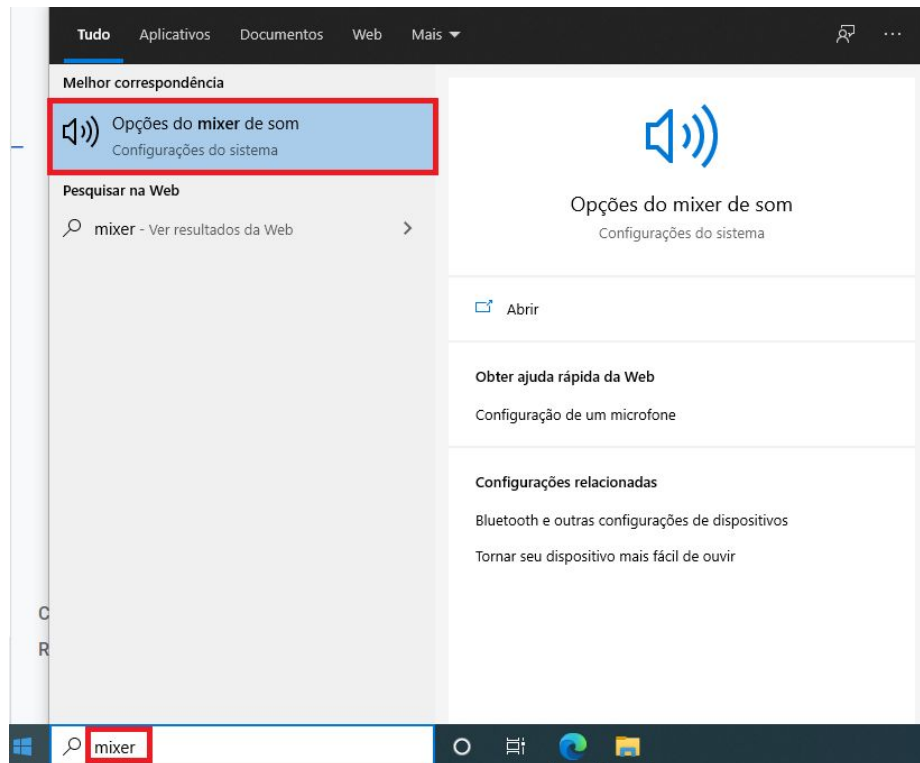 Tudo Aplicativos Documentos Web Mais
Melhor correspondência
Opções do mixer de som
Configurações do sistema
Pesquisar na Web
mixer - Ver resultados da Web
Opções do mixer de som
Configurações do sistema
Abrir
Obter ajuda rápida da Web
Configuração de um microfone
Configurações relacionadas
Bluetooth e outras configurações de dispositivos
Tornar seu dispositivo mais fácil de ouvir
C
R
mixer